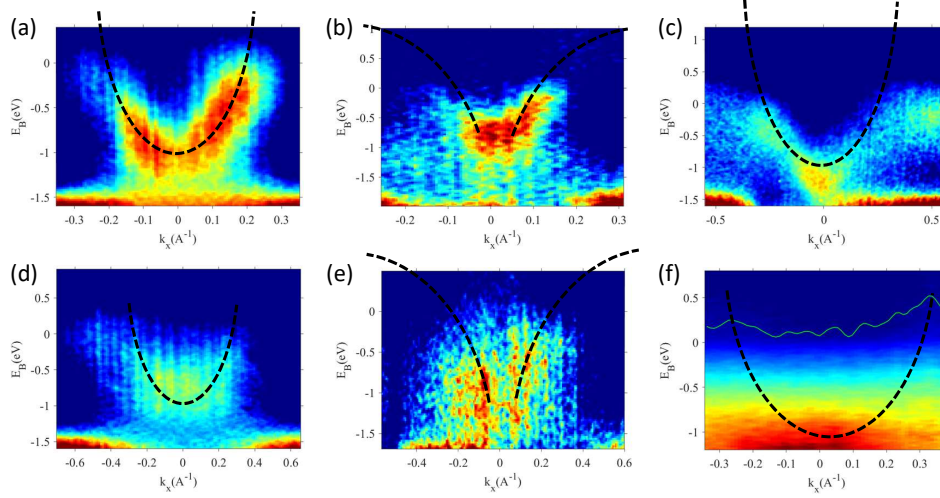 (a)
0
-0.5
-1
-1.5
E_B(eV)
-0.3 -0.2 -0.1 0 0.1 0.2 0.3
k_x(A^-1)
(b)
1
0.5
0
-0.5
-1
-1.5
E_B(eV)
-0.2 -0.1 0 0.1 0.2 0.3
k_x(A^-1)
(c)
1
0.5
0
-0.5
-1
-1.5
E_B(eV)
-0.5 0 0.5
k_x(A^-1)
(d)
0.5
0
-0.5
-1
-1.5
E_B(eV)
-0.6 -0.4 -0.2 0 0.2 0.4 0.6
k_x(A^-1)
(e)
0.5
0
-0.5
-1
-1.5
E_B(eV)
-0.4 -0.2 0 0.2 0.4 0.6
k_x(A^-1)
(f)
0.5
0
-0.5
-1
E_B(eV)
-0.3 -0.2 -0.1 0 0.1 0.2 0.3
k_x(A^-1)